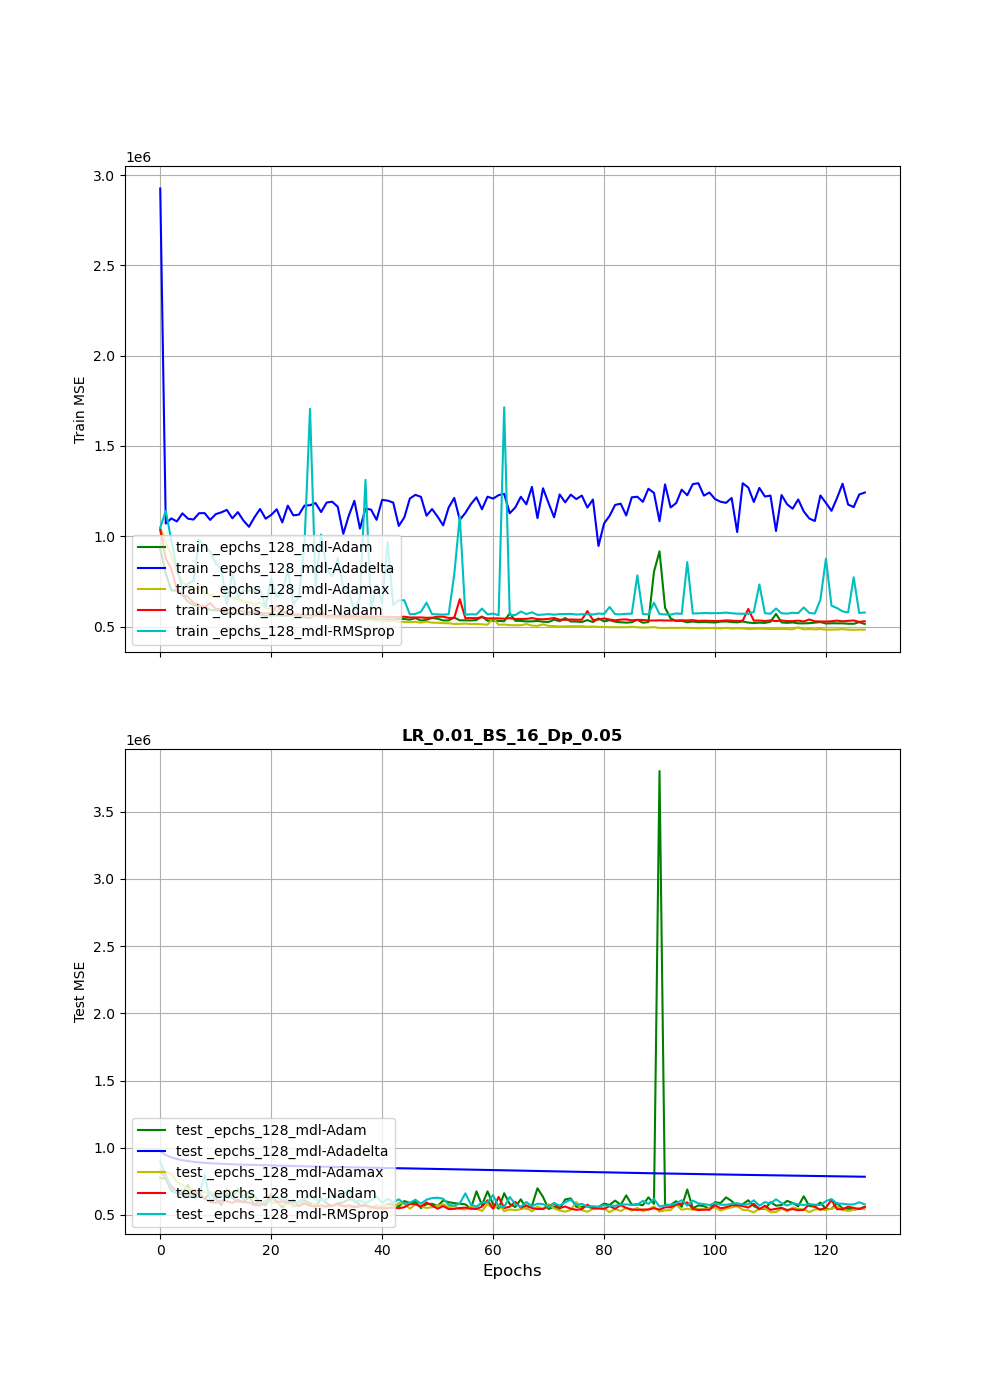 1e6
3.0
2.5
2.0
1.5
1.0
0.5
Train MSE
train _epchs_128_mdl-Adam
train _epchs_128_mdl-Adadelta
train _epchs_128_mdl-Adamax
train _epchs_128_mdl-Nadam
train _epchs_128_mdl-RMSprop
LR_0.01_BS_16_Dp_0.05
1e6
3.5
3.0
2.5
2.0
1.5
1.0
0.5
Test MSE
test _epchs_128_mdl-Adam
test _epchs_128_mdl-Adadelta
test _epchs_128_mdl-Adamax
test _epchs_128_mdl-Nadam
test _epchs_128_mdl-RMSprop
0 20 40 60 80 100 120
Epochs